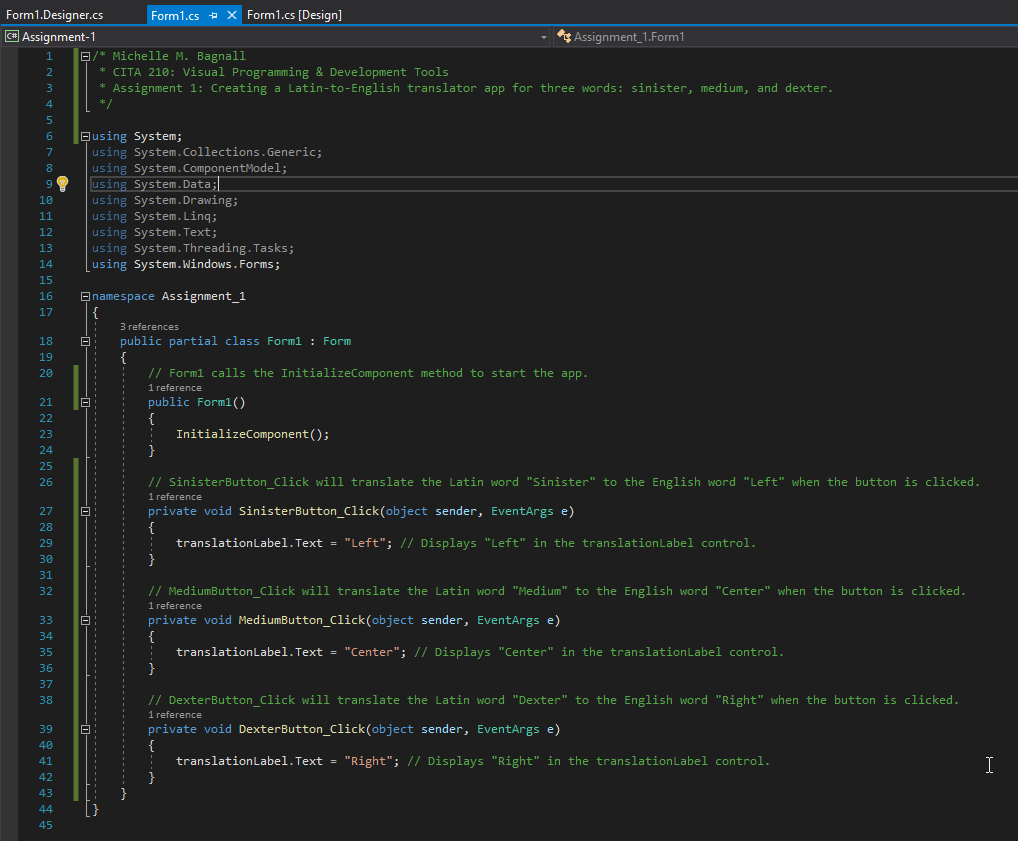 Form1.Designer.cs Form1.cs Form1.cs [Design]
C# Assignment-1 Assignment_1.Form1
1 /* Michelle M. Bagnall
2 * CITA 210: Visual Programming & Development Tools
3 * Assignment 1: Creating a Latin-to-English translator app for three words: sinister, medium, and dexter.
4 */
5
6 using System;
7 using System.Collections.Generic;
8 using System.ComponentModel;
9 using System.Data;
10 using System.Drawing;
11 using System.Linq;
12 using System.Text;
13 using System.Threading.Tasks;
14 using System.Windows.Forms;
15
16 namespace Assignment_1
17 {
3 references
18 public partial class Form1 : Form
19 {
20 // Form1 calls the InitializeComponent method to start the app.
1 reference
21 public Form1()
22 {
23 InitializeComponent();
24 }
25
26 // SinisterButton_Click will translate the Latin word "Sinister" to the English word "Left" when the button is clicked.
1 reference
27 private void SinisterButton_Click(object sender, EventArgs e)
28 {
29 translationLabel.Text = "Left"; // Displays "Left" in the translationLabel control.
30 }
31
32 // MediumButton_Click will translate the Latin word "Medium" to the English word "Center" when the button is clicked.
1 reference
33 private void MediumButton_Click(object sender, EventArgs e)
34 {
35 translationLabel.Text = "Center"; // Displays "Center" in the translationLabel control.
36 }
37
38 // DexterButton_Click will translate the Latin word "Dexter" to the English word "Right" when the button is clicked.
1 reference
39 private void DexterButton_Click(object sender, EventArgs e)
40 {
41 translationLabel.Text = "Right"; // Displays "Right" in the translationLabel control.
42 }
43 }
44 }
45